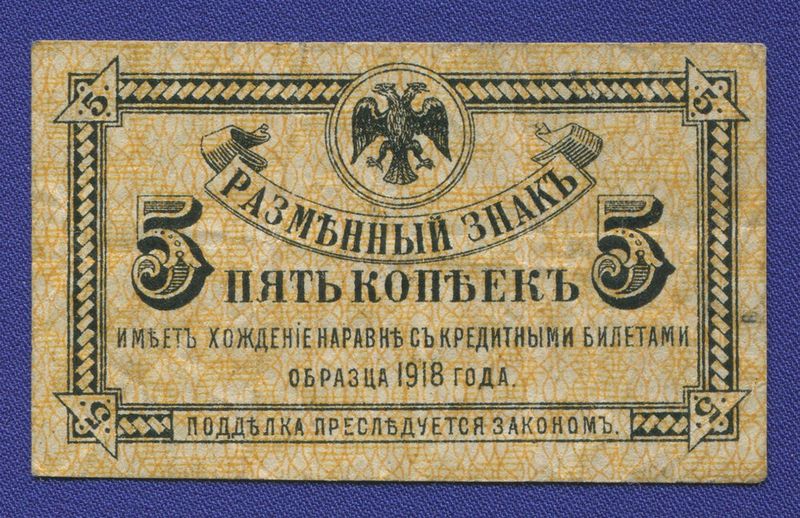 5 5
РАЗМѢННЫЙ ЗНАКЪ
5 5
ПЯТЬ КОПѢЕКЪ
ИМѢЕТЪ ХОЖДЕНІЕ НАРАВНѢ СЪ КРЕДИТНЫМИ БИЛЕТАМИ
ОБРАЗЦА 1918 ГОДА.
5 5
ПОДДѢЛКА ПРЕСЛѢДУЕТСЯ ЗАКОНОМЪ.